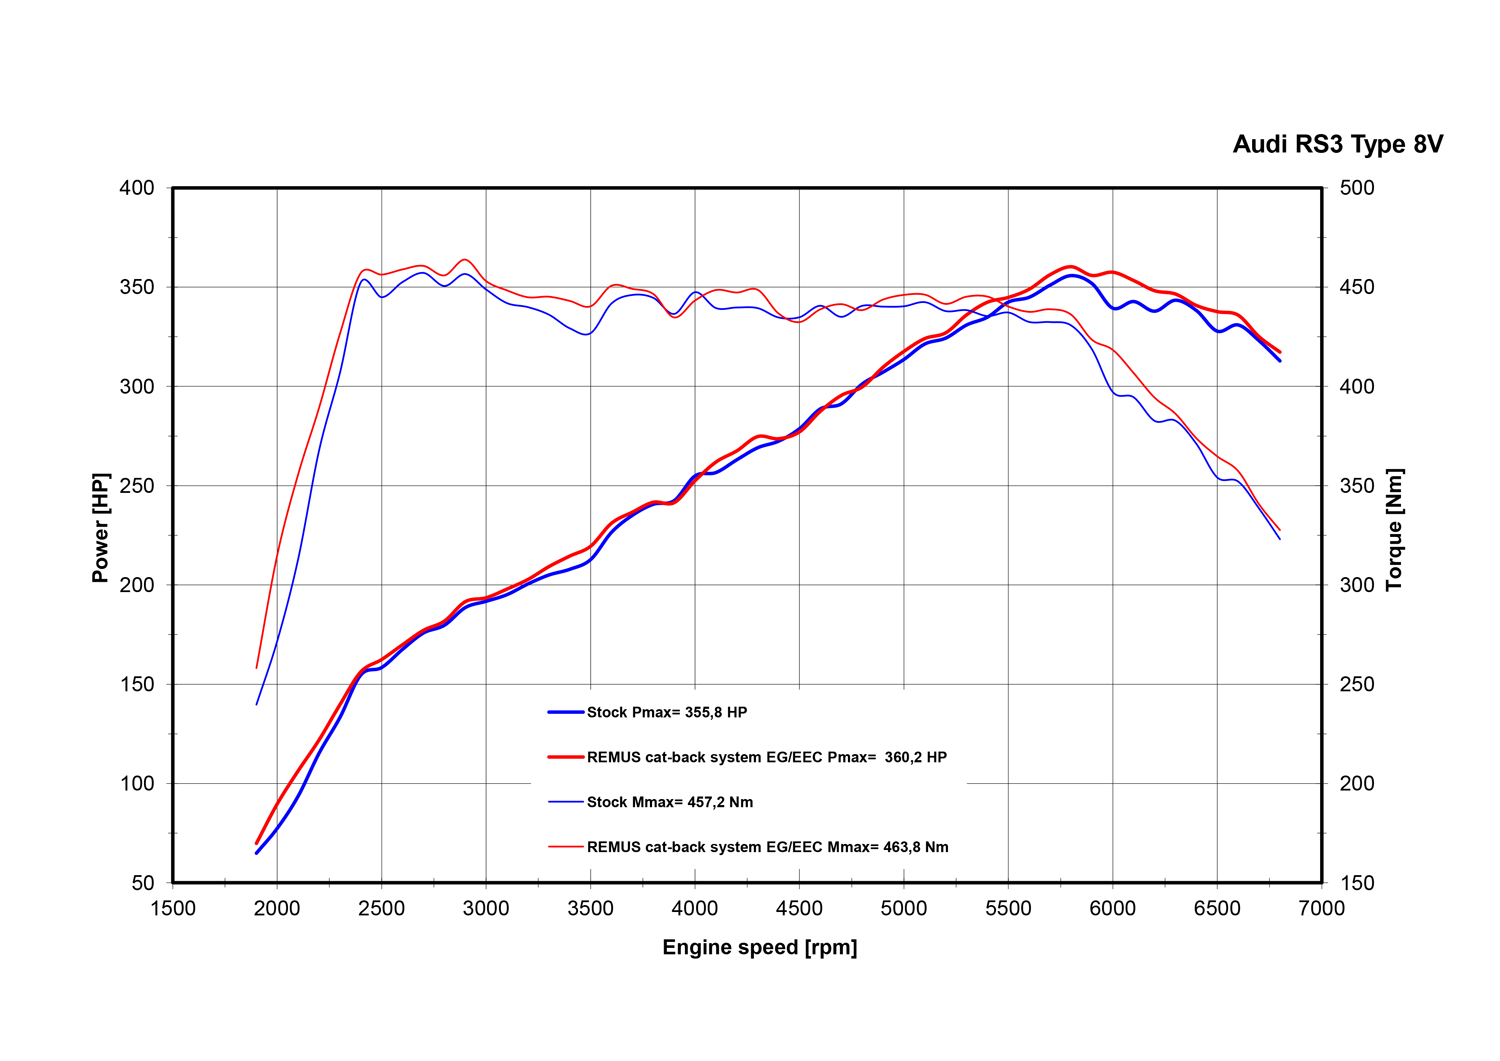 Audi RS3 Type 8V
400
350
300
250
200
150
100
50
Power [HP]
500
450
400
350
300
250
200
150
Torque [Nm]
Stock Pmax= 355,8 HP
REMUS cat-back system EG/EEC Pmax=  360,2 HP
Stock Mmax= 457,2 Nm
REMUS cat-back system EG/EEC Mmax= 463,8 Nm
1500 2000 2500 3000 3500 4000 4500 5000 5500 6000 6500 7000
Engine speed [rpm]